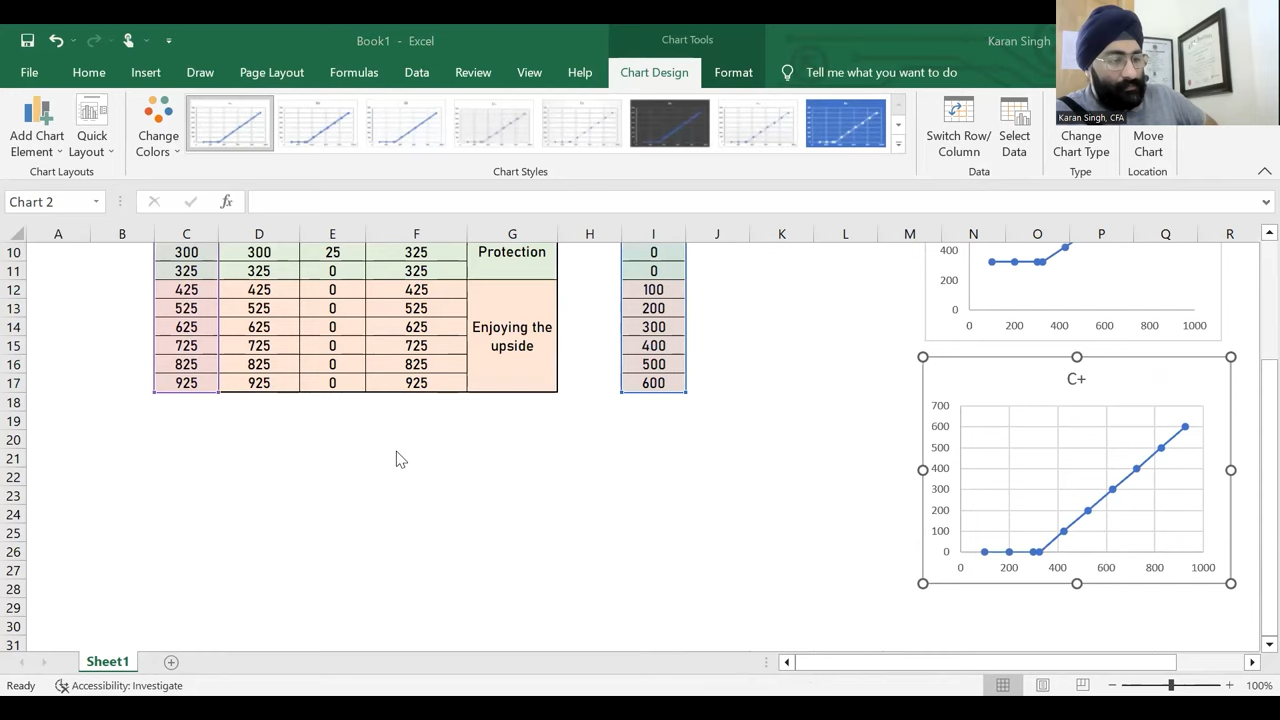 Book1 - Excel
Chart Tools
Karan Singh
File Home Insert Draw Page Layout Formulas Data Review View Help Chart Design Format Tell me what you want to do
Karan Singh, CFA
Add Chart Element
Quick Layout
Change Colors
Switch Row/ Column
Select Data
Change Chart Type
Move Chart
Chart Layouts
Chart Styles
Data
Type
Location
Chart 2
fx
A B C D E F G H I J K L M N O P Q R
10 300 300 25 325 Protection 0
11 325 325 0 325 0
12 425 425 0 425 100
13 525 525 0 525 200
14 625 625 0 625 Enjoying the 300
15 725 725 0 725 upside 400
16 825 825 0 825 500
17 925 925 0 925 600
18
19
20
21
22
23
24
25
26
27
28
29
30
31
400
200
0
0 200 400 600 800 1000
C+
700
600
500
400
300
200
100
0
0 200 400 600 800 1000
Sheet1
Ready Accessibility: Investigate
100%